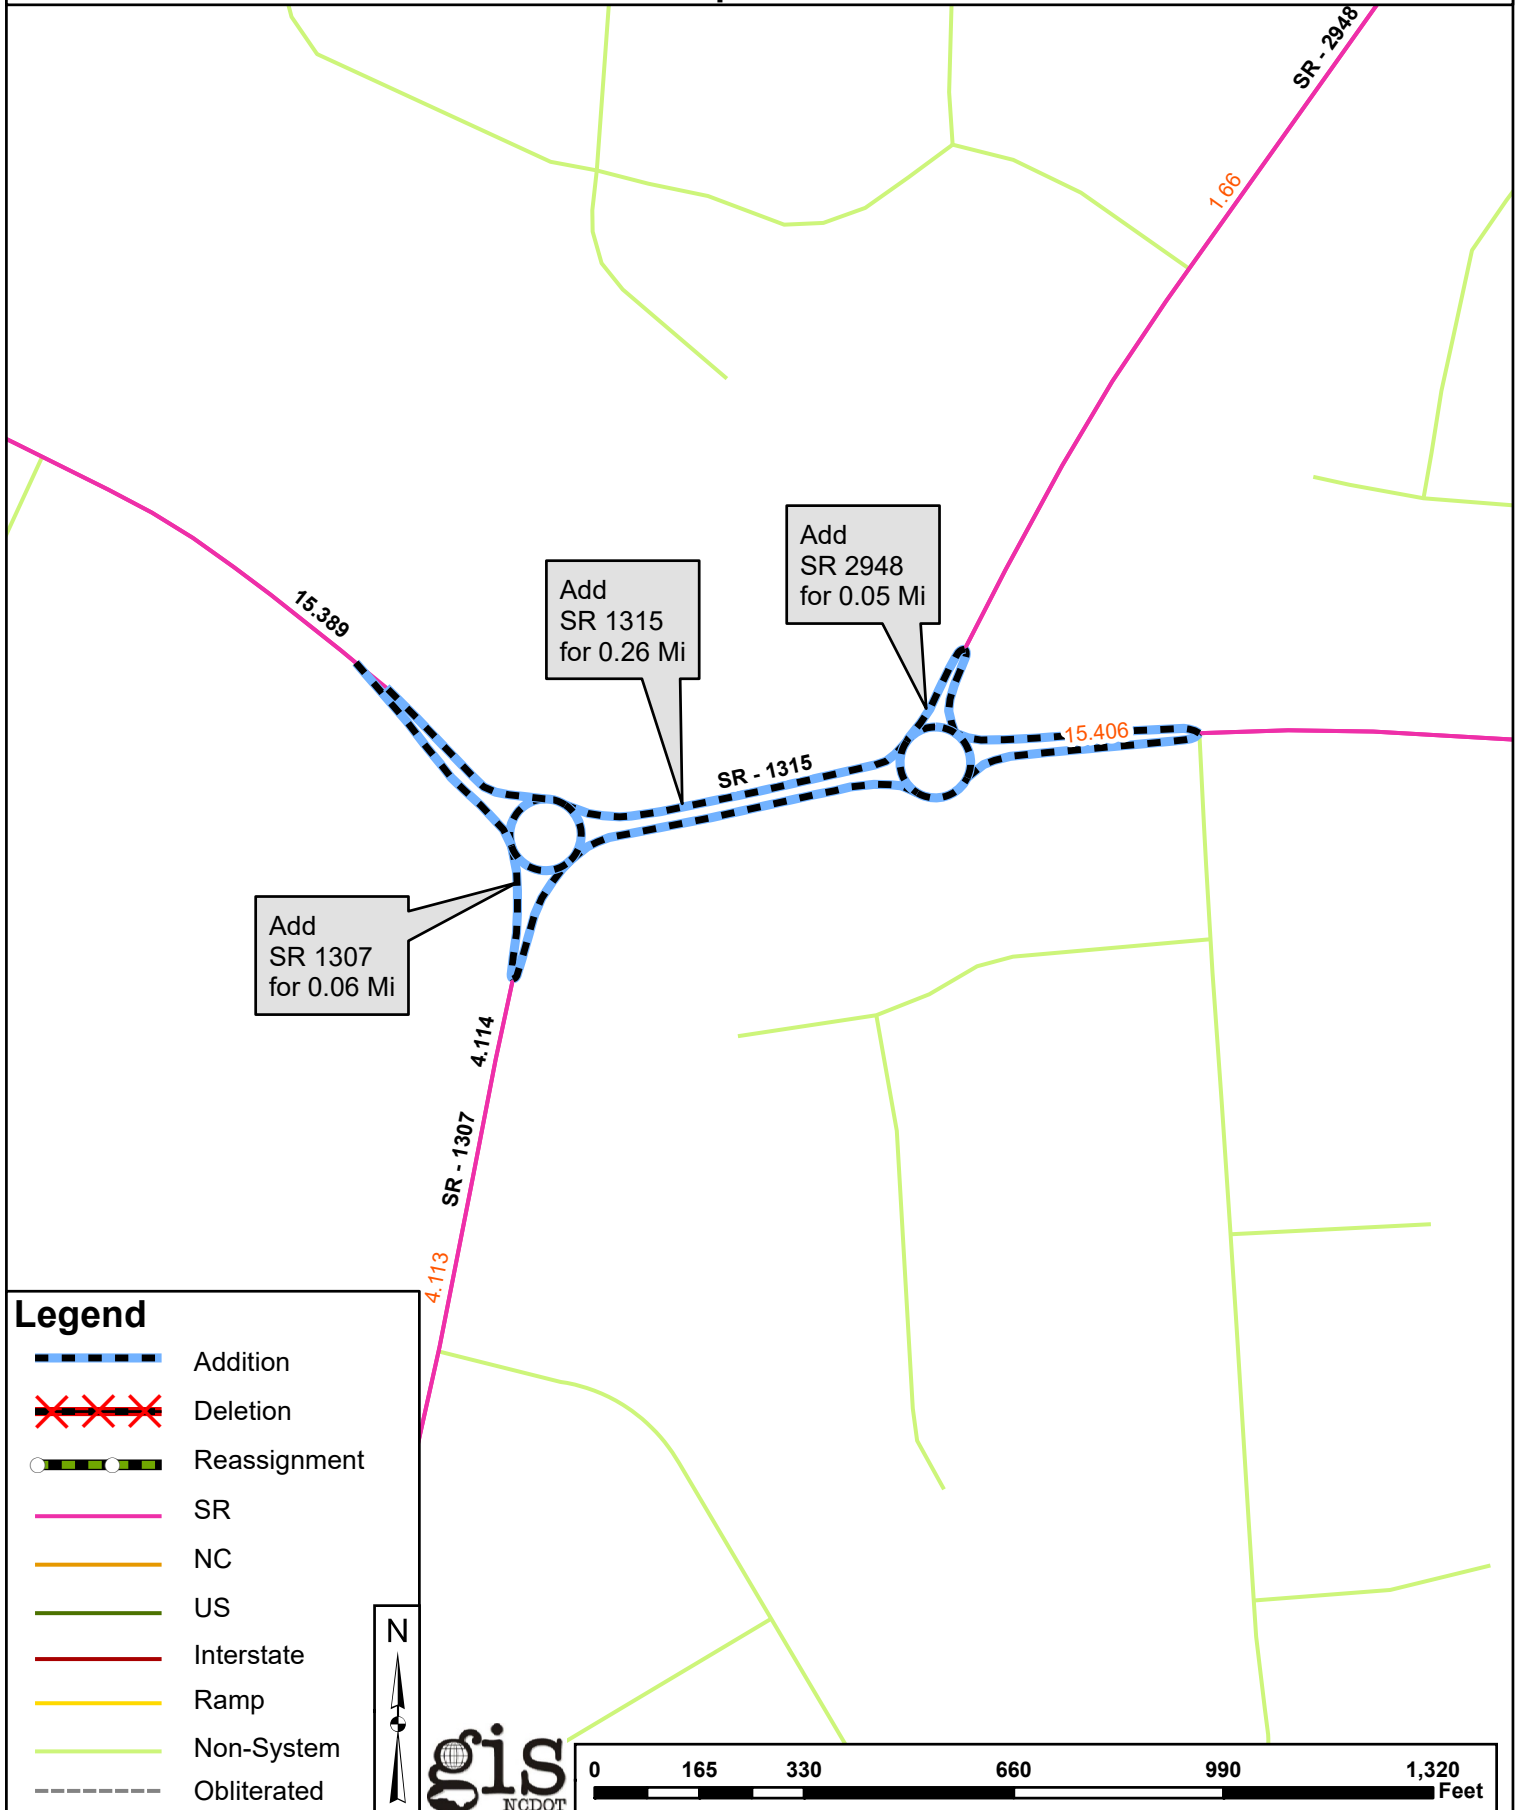 SR - 2948
1.66
Add
SR 2948
for 0.05 Mi
Add
SR 1315
for 0.26 Mi
15.389
15.406
SR - 1315
Add
SR 1307
for 0.06 Mi
4.114
SR - 1307
4.113
Legend
Addition
Deletion
Reassignment
SR
NC
US
Interstate
Ramp
Non-System
Obliterated
N
gis
NCDOT
0 165 330 660 990 1,320
Feet